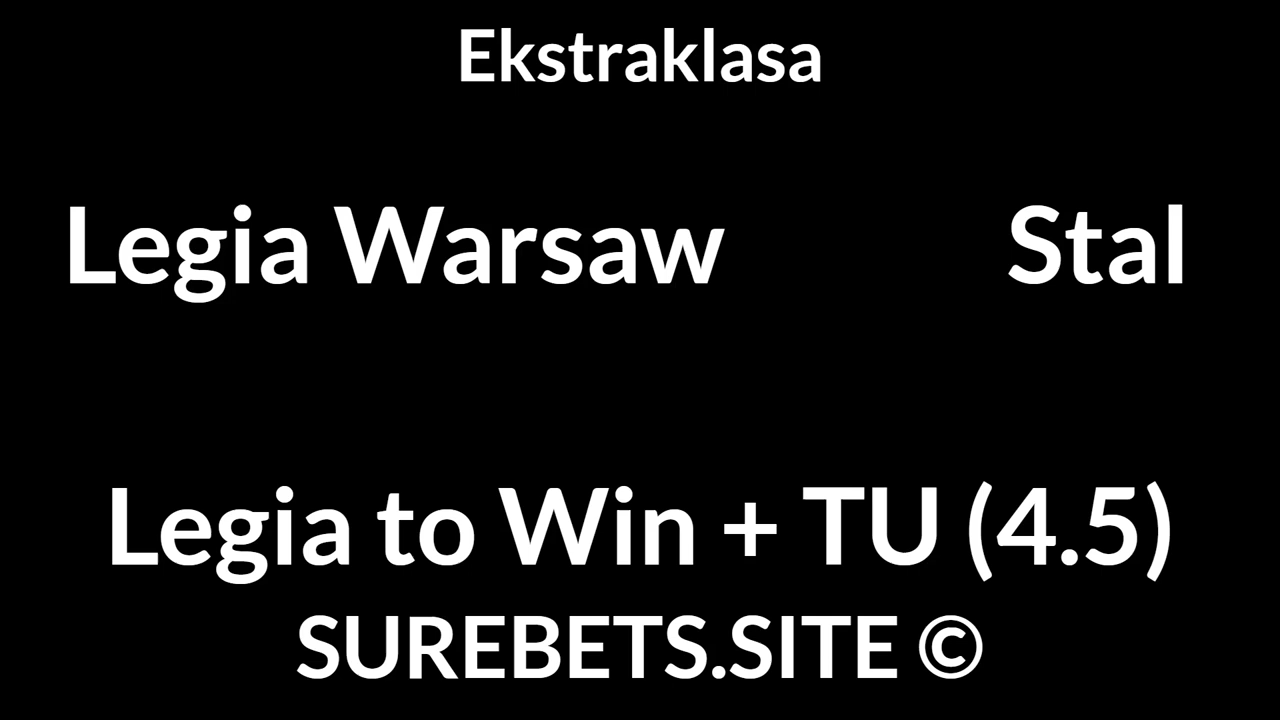 Ekstraklasa
Legia Warsaw Stal
Legia to Win + TU (4.5)
SUREBETS.SITE ©